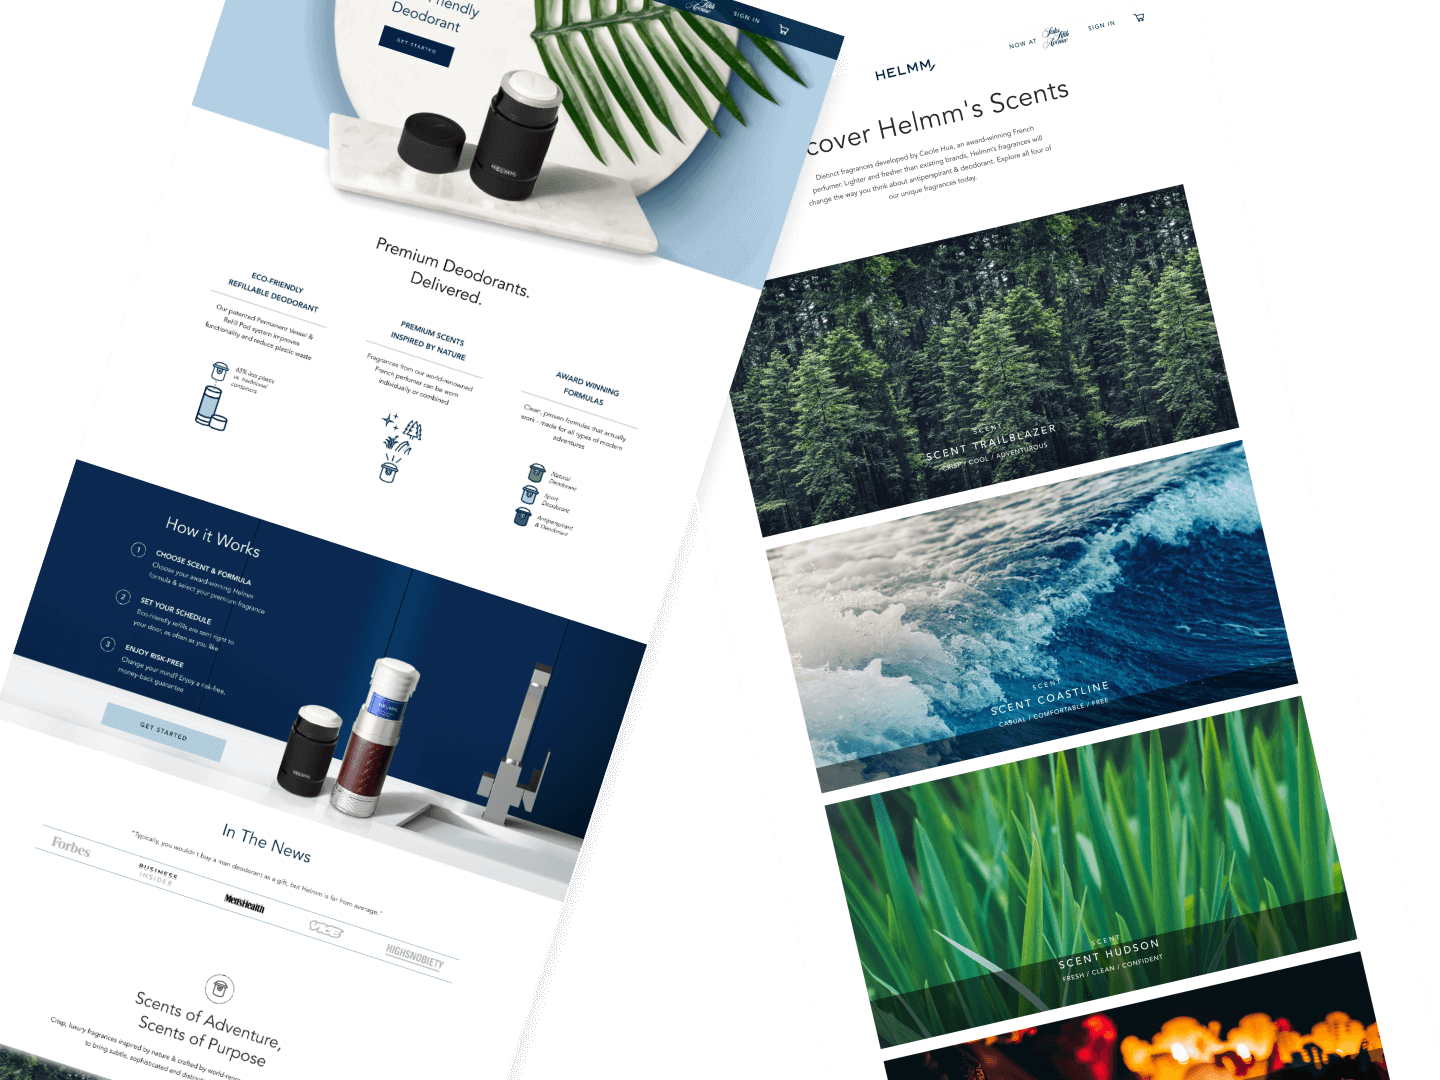 Friendly
Deodorant
GET STARTED
Saks
Fifth
Avenue
SIGN IN
HELMM
Premium Deodorants.
Delivered.
ECO-FRIENDLY
REFILLABLE DEODORANT
Our patented Permanent Vessel &
Refill Pod system improves
functionality and reduce plastic waste
65% less plastic
vs. traditional
containers
PREMIUM SCENTS
INSPIRED BY NATURE
Fragrances from our world-renowned
French perfumer can be worn
individually or combined
AWARD WINNING
FORMULAS
Clean, proven formulas that actually
work - made for all types of modern
adventures
Natural
Deodorant
Sport
Deodorant
Antiperspirant
& Deodorant
How it Works
1 CHOOSE SCENT & FORMULA
Choose your award-winning Helmm
formula & select your premium fragrance
2 SET YOUR SCHEDULE
Eco-friendly refills are sent right to
your door, as often as you like
3 ENJOY RISK-FREE
Change your mind? Enjoy a risk-free,
money-back guarantee
GET STARTED
HELMM
HELMM
In The News
"Typically, you wouldn't buy a man deodorant as a gift, but Helmm is far from average."
Forbes
BUSINESS
INSIDER
Men'sHealth
VICE
HIGHSNOBIETY
Scents of Adventure,
Scents of Purpose
Crisp, luxury fragrances inspired by nature & crafted by
to bring subtle, sophisticated and
NOW AT
Saks
Fifth
Avenue
SIGN IN
HELMM
cover Helmm's Scents
Distinct fragrances developed by Cecile Hua, an award-winning French
perfumer. Lighter and fresher than existing brands, Helmm's fragrances will
change the way you think about antiperspirant & deodorant. Explore all four of
our unique fragrances today.
SCENT
SCENT TRAILBLAZER
CRISP / COOL / ADVENTUROUS
SCENT
SCENT COASTLINE
CASUAL / COMFORTABLE / FREE
SCENT
SCENT HUDSON
FRESH / CLEAN / CONFIDENT